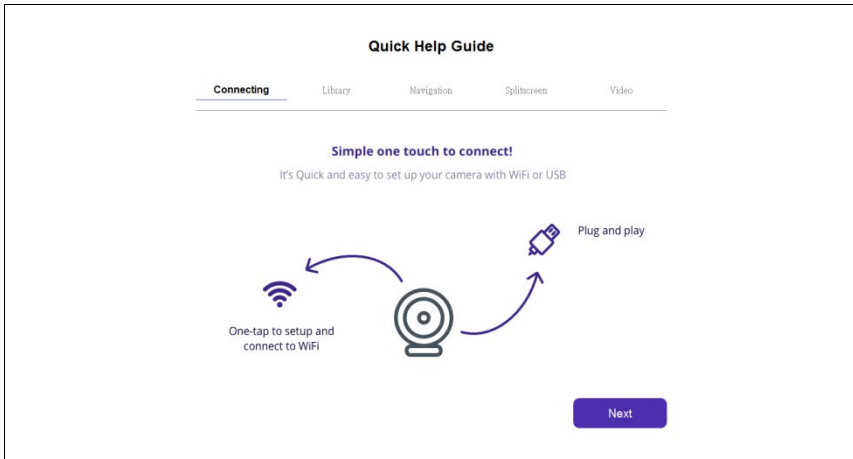 Quick Help Guide
Connecting Library Navigation Splitscreen Video
Simple one touch to connect!
It's Quick and easy to set up your camera with WiFi or USB
Plug and play
One-tap to setup and
connect to WiFi
Next